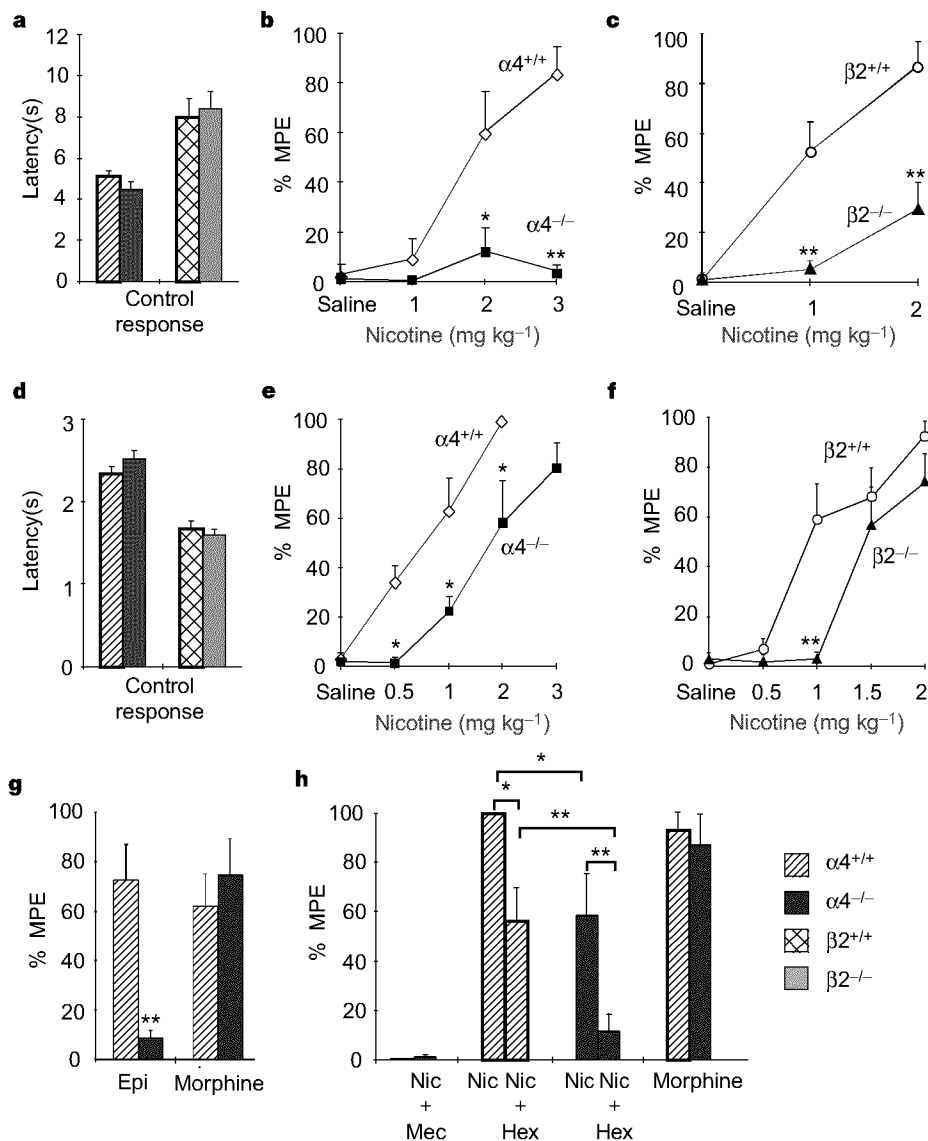 a
12
10
8
6
4
2
0
Latency(s)
Control
response
b
100
80
60
40
20
0
% MPE
α4+/+
α4−/−
*
**
Saline 1 2 3
Nicotine (mg kg−1)
c
100
80
60
40
20
0
% MPE
β2+/+
β2−/−
**
**
Saline 1 2
Nicotine (mg kg−1)
d
3
2
1
0
Latency(s)
Control
response
e
100
80
60
40
20
0
% MPE
α4+/+
α4−/−
*
*
*
Saline 0.5 1 2 3
Nicotine (mg kg−1)
f
100
80
60
40
20
0
% MPE
β2+/+
β2−/−
**
Saline 0.5 1 1.5 2
Nicotine (mg kg−1)
g
100
80
60
40
20
0
% MPE
**
Epi Morphine
h
100
80
60
40
20
0
% MPE
*
*
**
**
Nic Nic Nic Nic Nic Morphine
+ + +
Mec Hex Hex
α4+/+
α4−/−
β2+/+
β2−/−